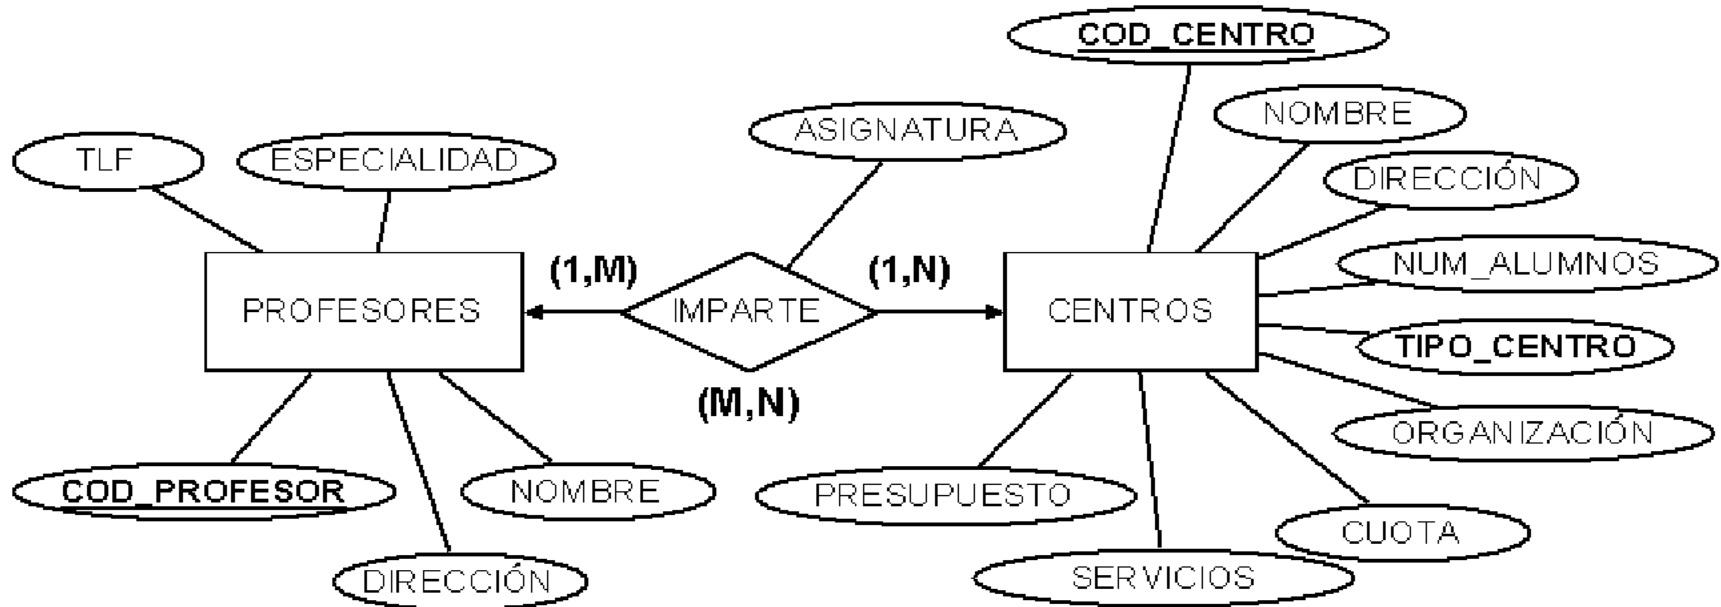 COD_CENTRO
NOMBRE
ASIGNATURA
TLF
ESPECIALIDAD
DIRECCIÓN
(1,M)
(1,N)
NUM_ALUMNOS
PROFESORES
IMPARTE
CENTROS
TIPO_CENTRO
(M,N)
ORGANIZACIÓN
COD_PROFESOR
NOMBRE
PRESUPUESTO
CUOTA
DIRECCIÓN
SERVICIOS